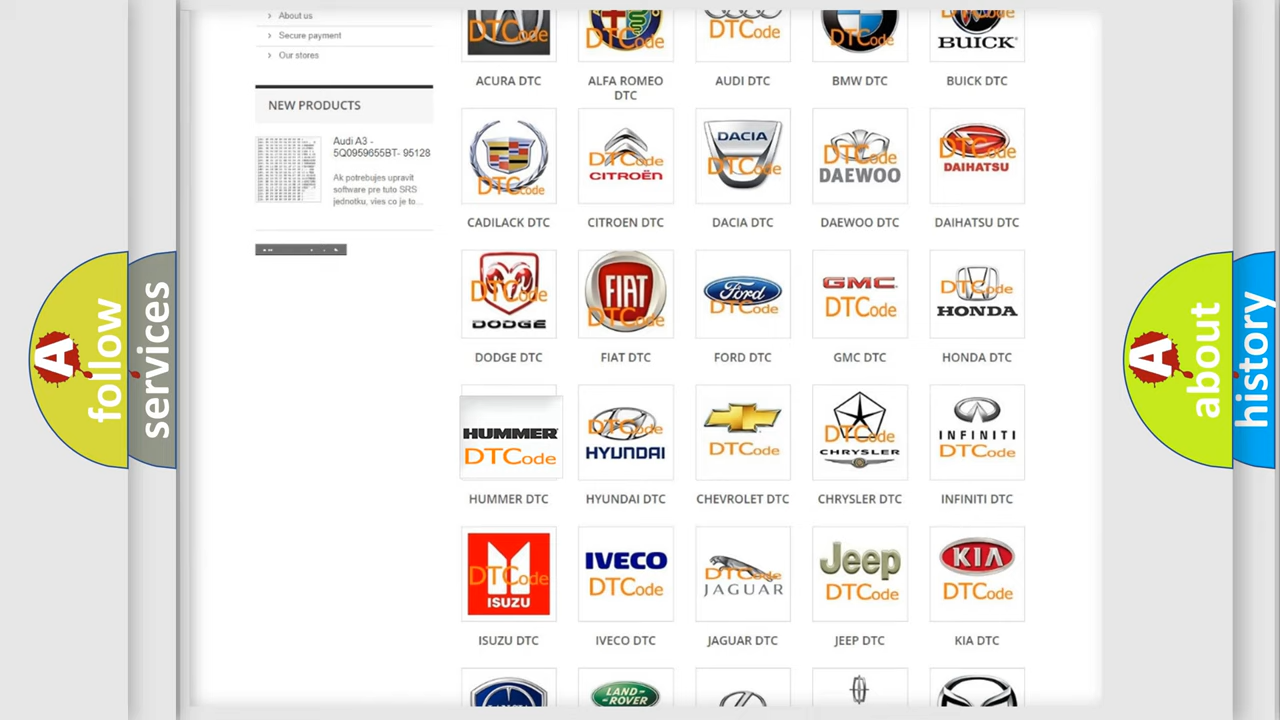 About us
Secure payment
Our stores
NEW PRODUCTS
Audi A3 -
5Q0959655BT- 95128
Ak potrebujes upravit
software pre tuto SRS
jednotku, vies co je to...
DTCode
DTCode
DTCode
DTCode
DTCode
BUICK
ACURA DTC
ALFA ROMEO
DTC
AUDI DTC
BMW DTC
BUICK DTC
DTCode
DTCode
CITROËN
DACIA
DTCode
DTCode
DAEWOO
DTCode
DAIHATSU
CADILACK DTC
CITROEN DTC
DACIA DTC
DAEWOO DTC
DAIHATSU DTC
DTCode
DODGE
FIAT
DTCode
Ford
DTCode
GMC
DTCode
DTCode
HONDA
DODGE DTC
FIAT DTC
FORD DTC
GMC DTC
HONDA DTC
HUMMER
DTCode
DTCode
HYUNDAI
DTCode
DTCode
CHRYSLER
INFINITI
DTCode
HUMMER DTC
HYUNDAI DTC
CHEVROLET DTC
CHRYSLER DTC
INFINITI DTC
DTCode
ISUZU
IVECO
DTCode
DTCode
JAGUAR
Jeep
DTCode
KIA
DTCode
ISUZU DTC
IVECO DTC
JAGUAR DTC
JEEP DTC
KIA DTC
LAND-
ROVER
A
follow
services
A
about
history